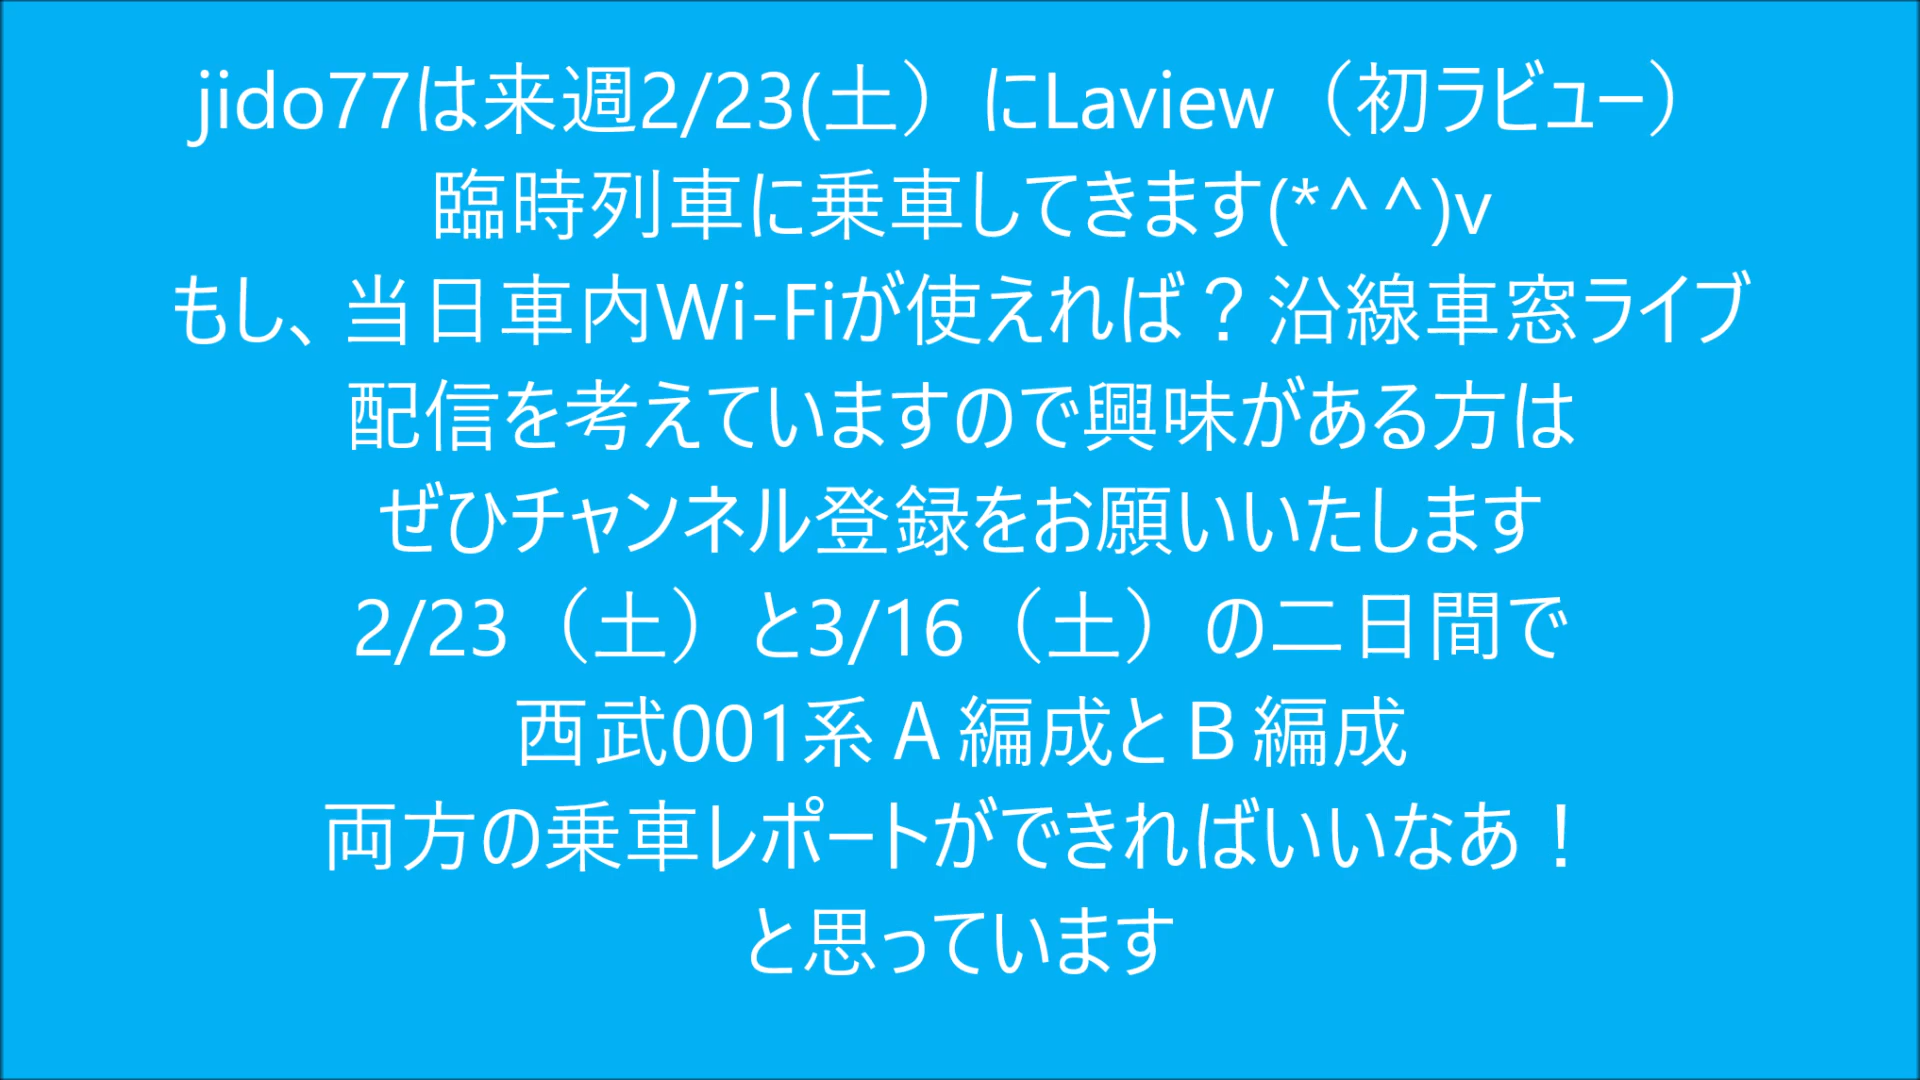 jido77は来週2/23(土）にLaview（初ラビュー）
臨時列車に乗車してきます(*^^)v
もし、当日車内Wi-Fiが使えれば？沿線車窓ライブ
配信を考えていますので興味がある方は
ぜひチャンネル登録をお願いいたします
2/23（土）と3/16（土）の二日間で
西武001系Ａ編成とＢ編成
両方の乗車レポートができればいいなあ！
と思っています